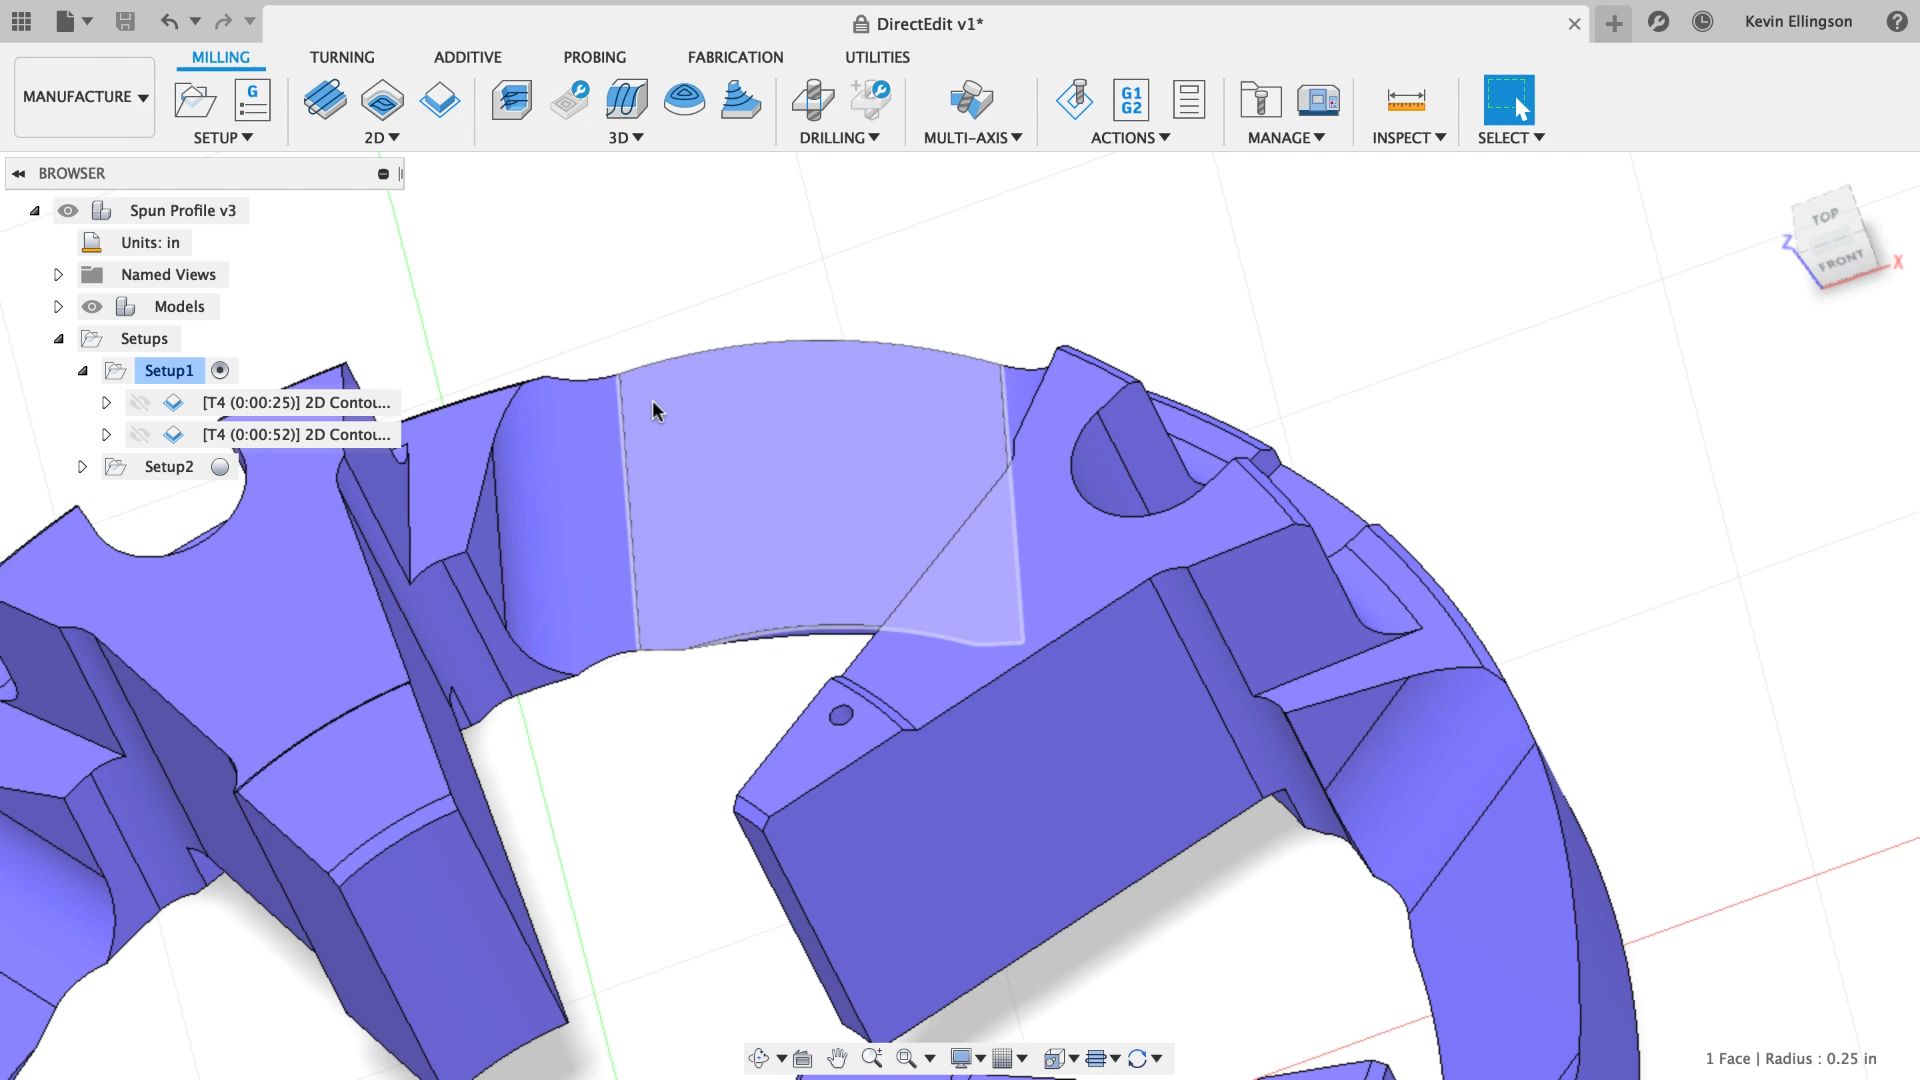 DirectEdit v1*
Kevin Ellingson
MANUFACTURE
MILLING
TURNING
ADDITIVE
PROBING
FABRICATION
UTILITIES
G
G1
G2
SETUP
2D
3D
DRILLING
MULTI-AXIS
ACTIONS
MANAGE
INSPECT
SELECT
BROWSER
Spun Profile v3
Units: in
Named Views
Models
Setups
Setup1
[T4 (0:00:25)] 2D Contou...
[T4 (0:00:52)] 2D Contou...
Setup2
TOP
FRONT
Z
X
1 Face | Radius : 0.25 in